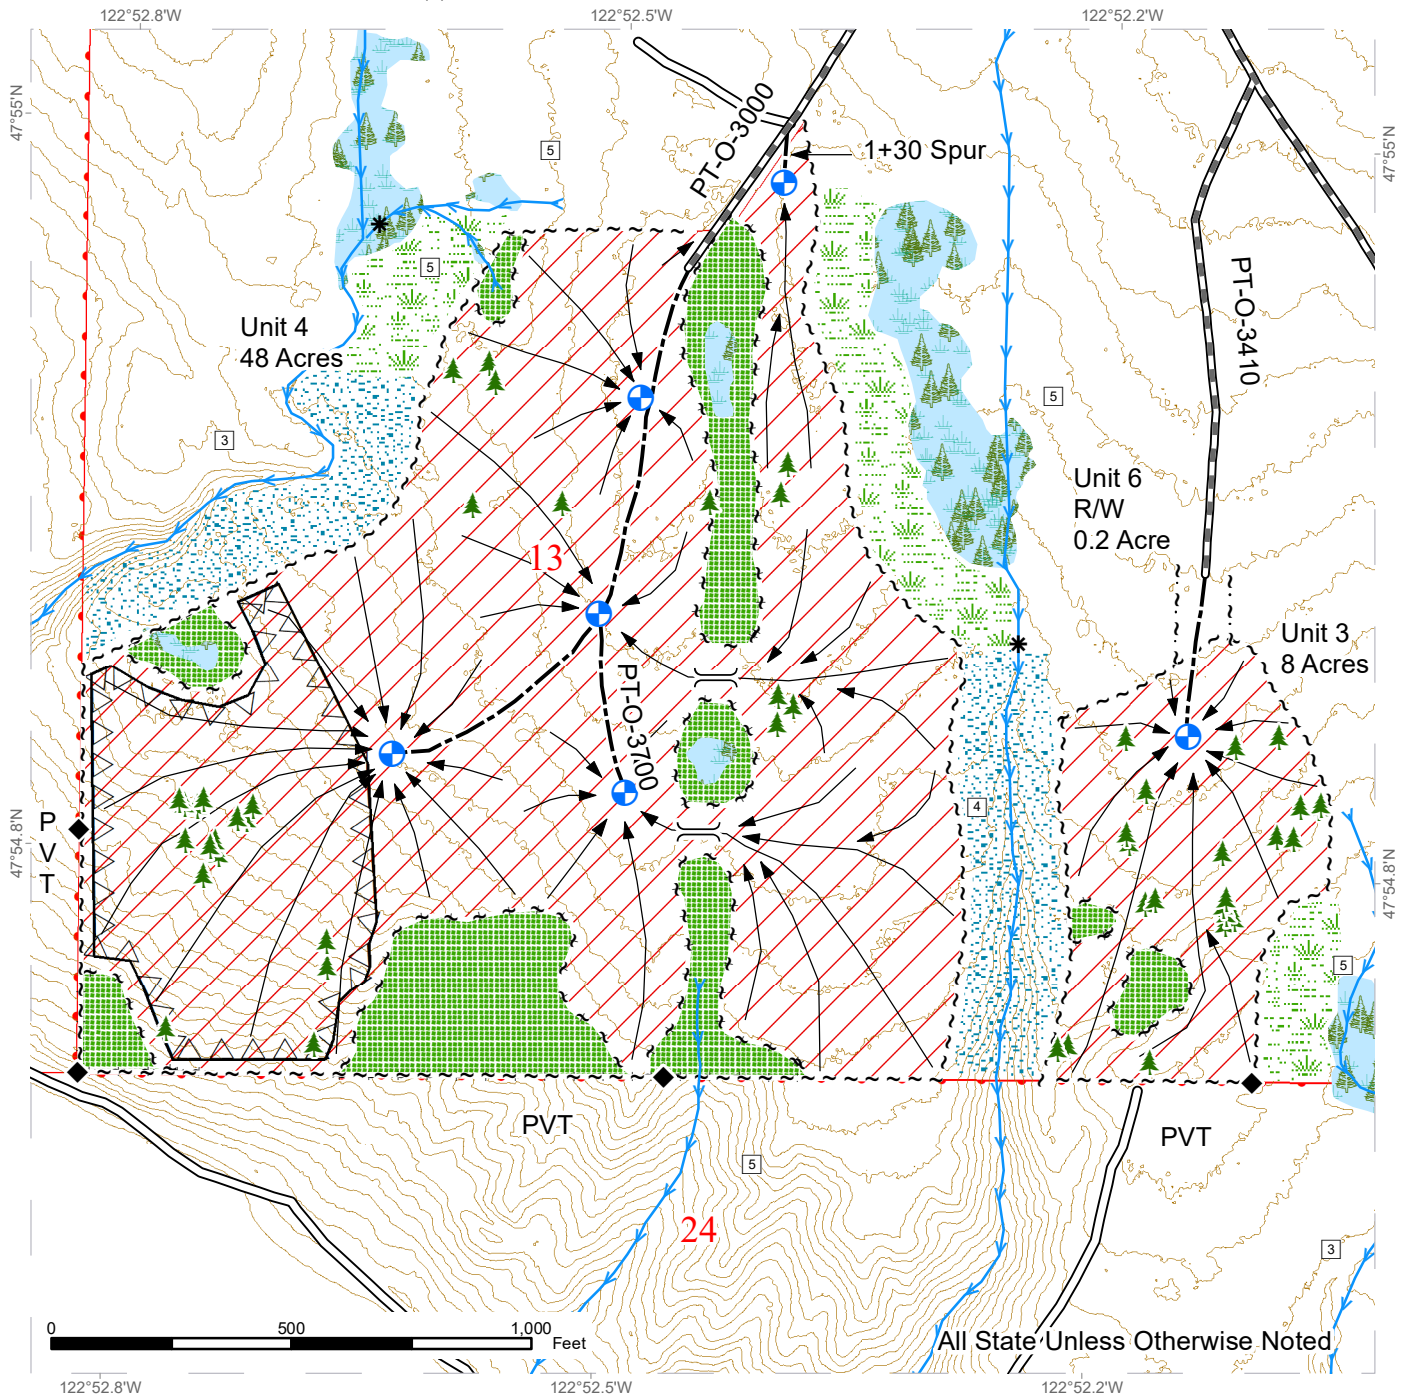 122°52.8'W
122°52.5'W
122°52.2'W
47°55'N
47°55'N
PT-O-3000
1+30 Spur
5
5
Unit 4
48 Acres
PT-O-3410
5
3
Unit 6
R/W
0.2 Acre
13
Unit 3
8 Acres
PT-O-3700
4
P
V
T
47°54.8'N
47°54.8'N
5
PVT
PVT
5
24
3
0
500
1,000
Feet
All State Unless Otherwise Noted
122°52.8'W
122°52.5'W
122°52.2'W